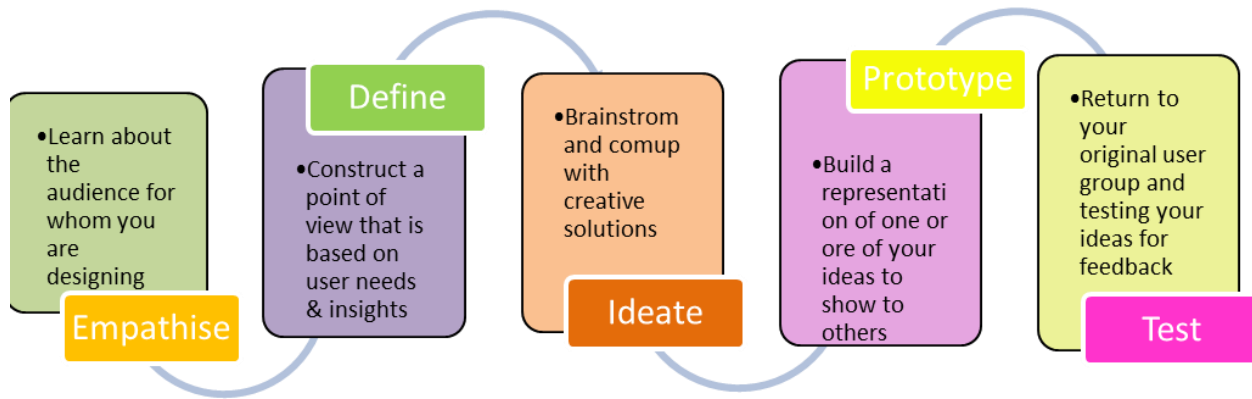 •Learn about
the
audience for
whom you
are
designing
Empathise
Define
•Construct a
point of
view that is
based on
user needs
& insights
•Brainstrom
and comup
with
creative
solutions
Ideate
Prototype
•Build a
representati
on of one or
ore of your
ideas to
show to
others
•Return to
your
original user
group and
testing your
ideas for
feedback
Test